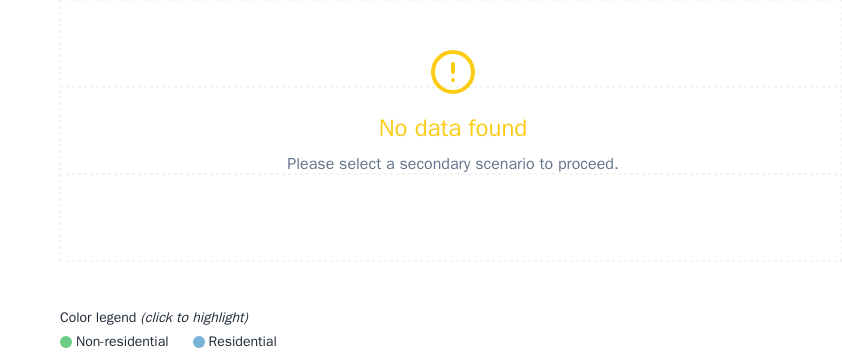 No data found
Please select a secondary scenario to proceed.
Color legend (click to highlight)
Non-residential Residential